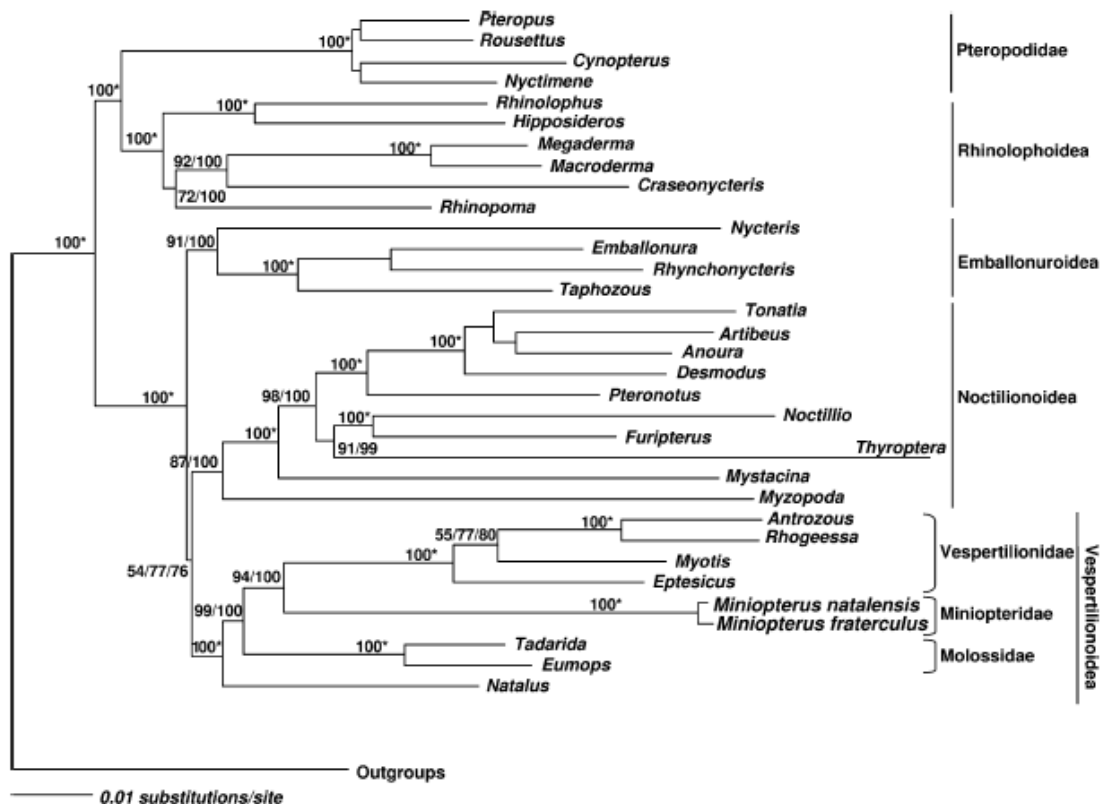 Pteropus
100*
Rousettus
Pteropodidae
Cynopterus
Nyctimene
100*
Rhinolophus
100*
Hipposideros
100*
Megaderma
100*
92/100
Macroderma
Rhinolophoidea
Craseonycteris
72/100
Rhinopoma
Nycteris
100*
91/100
Emballonura
Emballonuroidea
100*
Rhynchonycteris
Taphozous
Tonatia
Artibeus
100*
Anoura
100*
Desmodus
Pteronotus
Noctilionoidea
98/100
100*
Noctillio
100*
100*
Furipterus
91/99
Thyroptera
87/100
Mystacina
Myzopoda
100*
Antrozous
55/77/80
Rhogeessa
Vespertilionidae
100*
Myotis
54/77/76
94/100
Eptesicus
100*
Miniopterus natalensis
Miniopteridae
99/100
Miniopterus fraterculus
Vespertilionoidea
100*
100*
Tadarida
Molossidae
Eumops
Natalus
Outgroups
0.01 substitutions/site